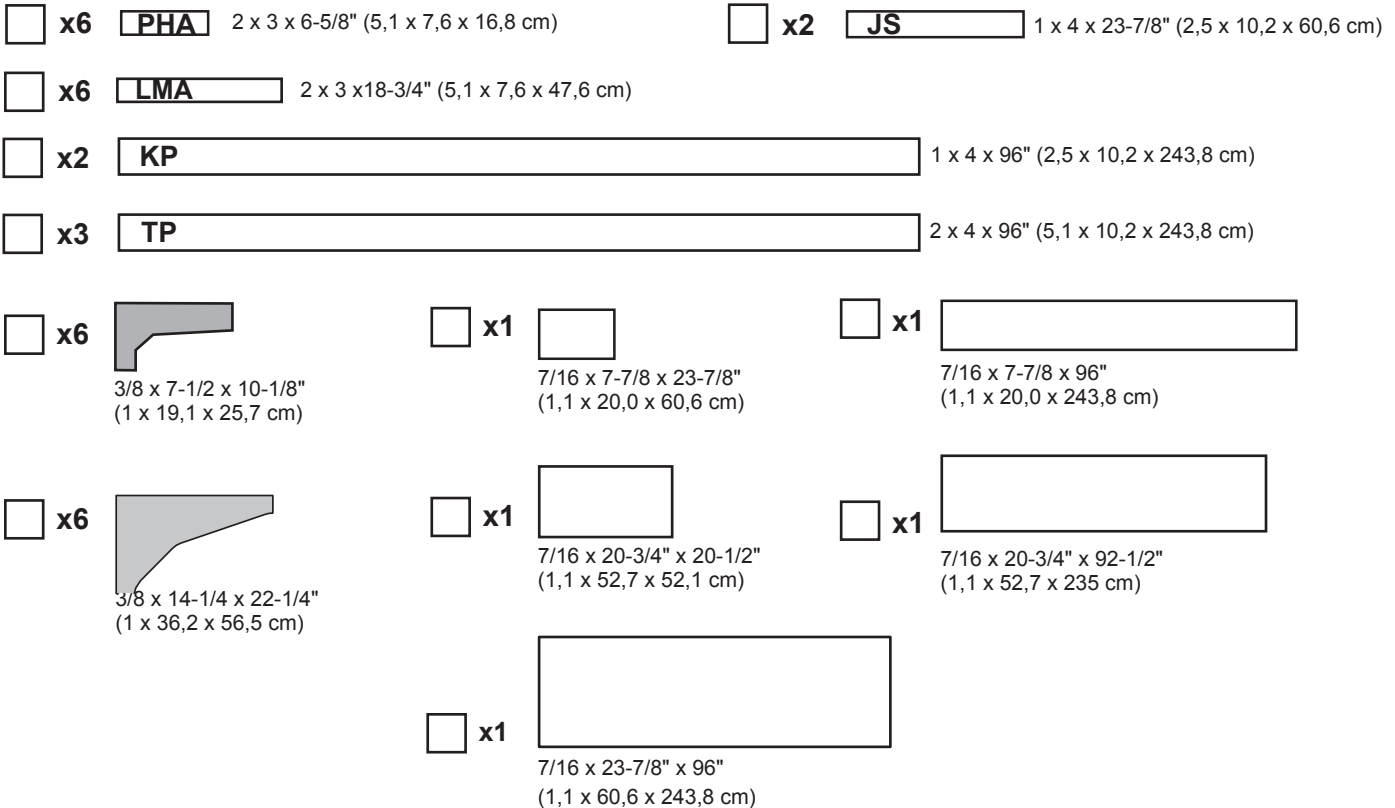 x6 PHA 2 x 3 x 6-5/8" (5,1 x 7,6 x 16,8 cm)
x2 JS 1 x 4 x 23-7/8" (2,5 x 10,2 x 60,6 cm)
x6 LMA 2 x 3 x18-3/4" (5,1 x 7,6 x 47,6 cm)
x2 KP 1 x 4 x 96" (2,5 x 10,2 x 243,8 cm)
x3 TP 2 x 4 x 96" (5,1 x 10,2 x 243,8 cm)
x6
3/8 x 7-1/2 x 10-1/8"
(1 x 19,1 x 25,7 cm)
x1
7/16 x 7-7/8 x 23-7/8"
(1,1 x 20,0 x 60,6 cm)
x1
7/16 x 7-7/8 x 96"
(1,1 x 20,0 x 243,8 cm)
x6
3/8 x 14-1/4 x 22-1/4"
(1 x 36,2 x 56,5 cm)
x1
7/16 x 20-3/4" x 20-1/2"
(1,1 x 52,7 x 52,1 cm)
x1
7/16 x 20-3/4" x 92-1/2"
(1,1 x 52,7 x 235 cm)
x1
7/16 x 23-7/8" x 96"
(1,1 x 60,6 x 243,8 cm)